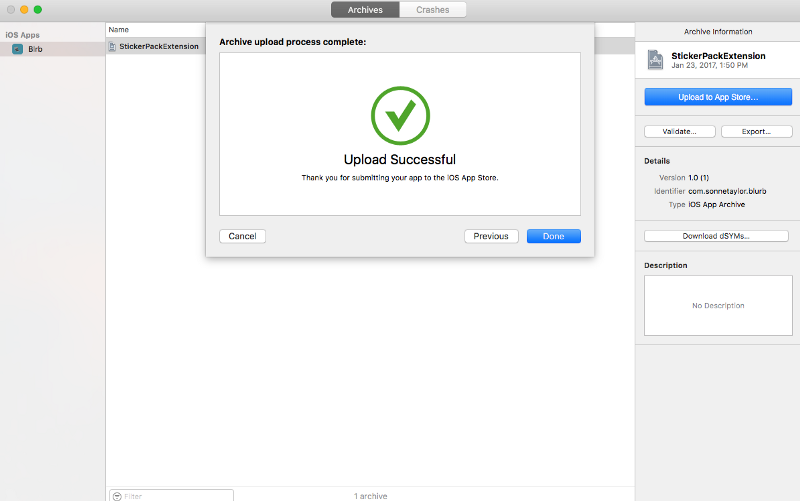 Archives
Crashes
iOS Apps
Blrb
Name
StickerPackExtension
Archive upload process complete:
Upload Successful
Thank you for submitting your app to the iOS App Store.
Cancel
Previous
Done
Filter
1 archive
Archive Information
StickerPackExtension
Jan 23, 2017, 1:50 PM
Upload to App Store...
Validate...
Export...
Details
Version 1.0 (1)
Identifier com.sonnetaylor.blurb
Type iOS App Archive
Download dSYMs...
Description
No Description